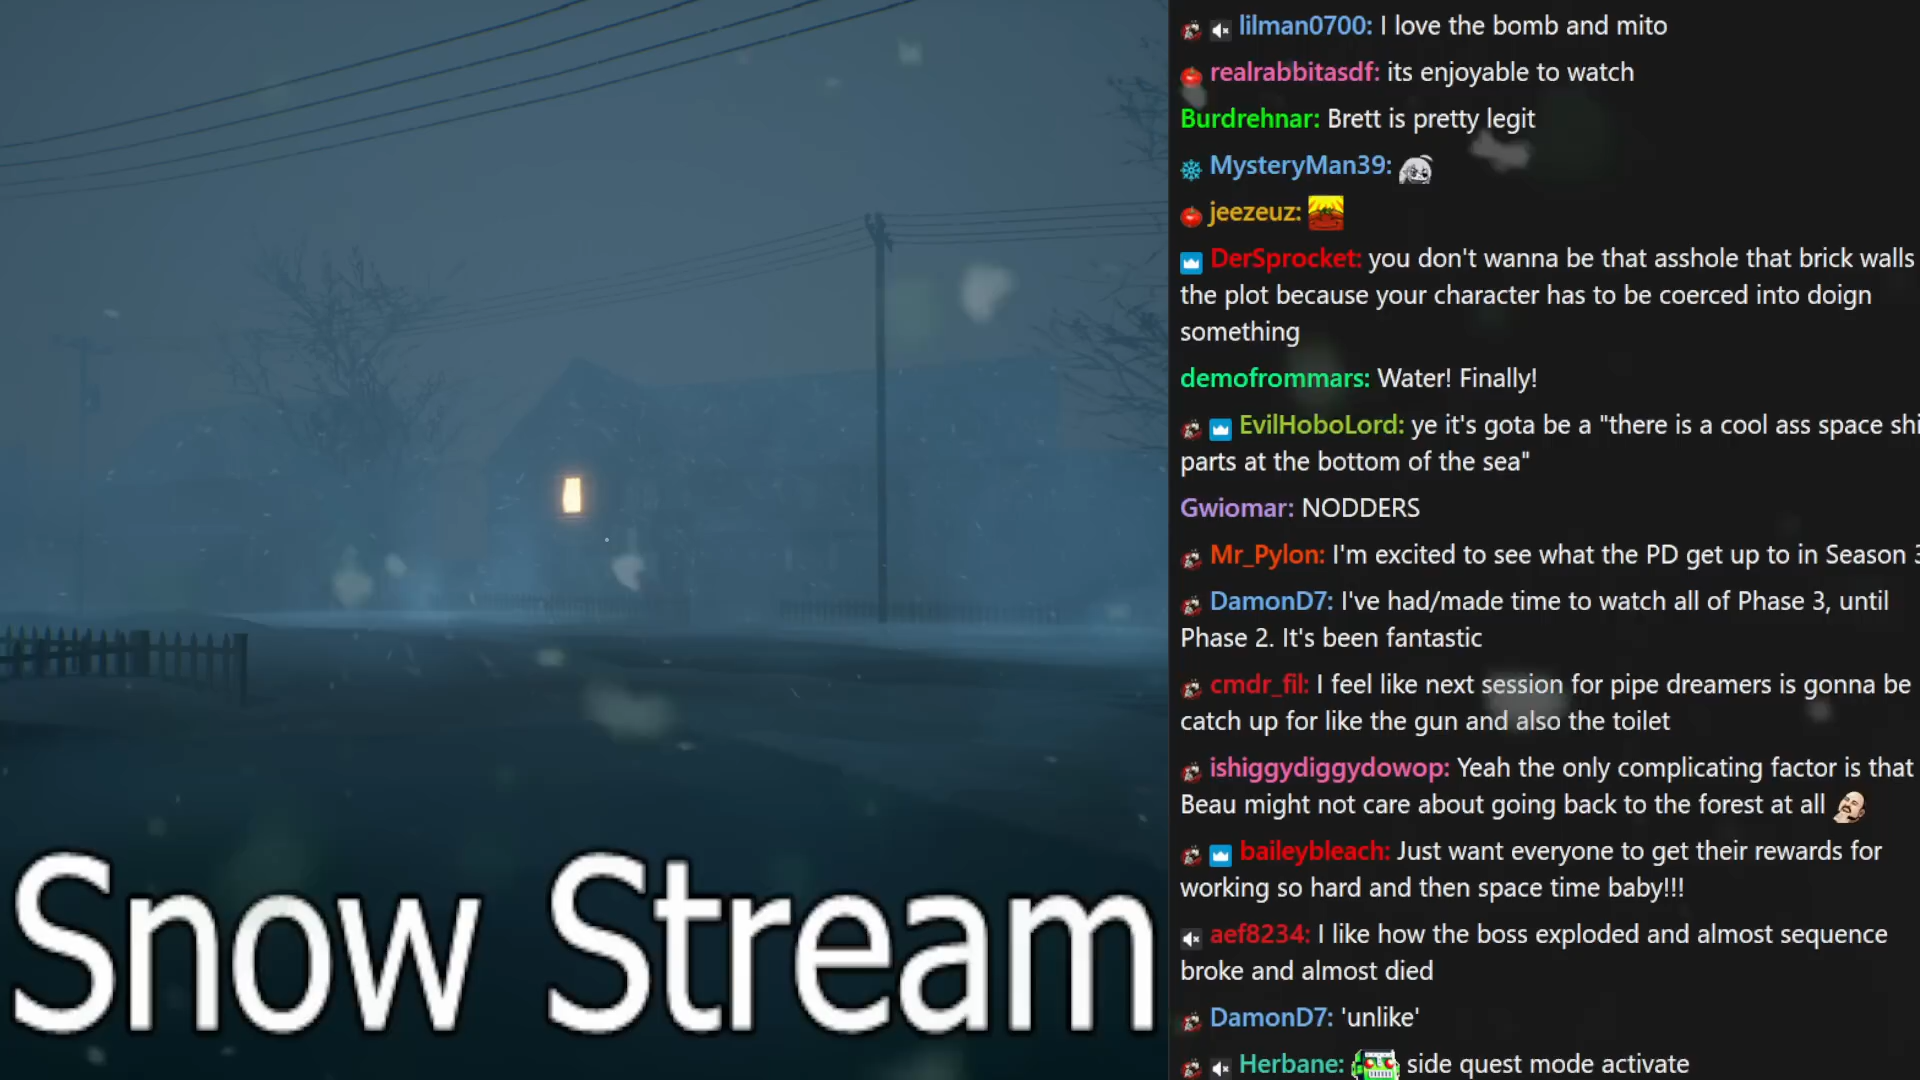 lilman0700: I love the bomb and mito
realrabbitasdf: its enjoyable to watch
Burdrehnar: Brett is pretty legit
MysteryMan39:
jeezeuz:
DerSprocket: you don't wanna be that asshole that brick walls
the plot because your character has to be coerced into doign
something
demofrommars: Water! Finally!
EvilHoboLord: ye it's gota be a "there is a cool ass space shi
parts at the bottom of the sea"
Gwiomar: NODDERS
Mr_Pylon: I'm excited to see what the PD get up to in Season 3
DamonD7: I've had/made time to watch all of Phase 3, until
Phase 2. It's been fantastic
cmdr_fil: I feel like next session for pipe dreamers is gonna be
catch up for like the gun and also the toilet
ishiggydiggydowop: Yeah the only complicating factor is that
Beau might not care about going back to the forest at all
baileybleach: Just want everyone to get their rewards for
working so hard and then space time baby!!!
aef8234: I like how the boss exploded and almost sequence
broke and almost died
DamonD7: 'unlike'
Herbane: side quest mode activate
Snow Stream